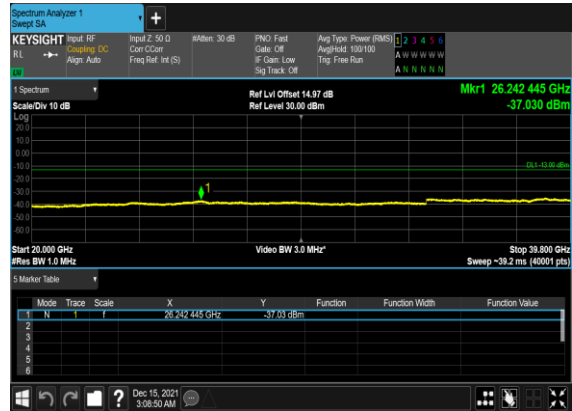 Spectrum Analyzer 1
Swept SA
+
KEYSIGHT Input: RF Input Z: 50 Ω #Atten: 30 dB PNO: Fast Avg Type: Power (RMS) 1 2 3 4 5 6
RL Coupling: DC Corr CCorr Gate: Off Avg|Hold: 100/100 A W W W W W
Align: Auto Freq Ref: Int (S) IF Gain: Low Trig: Free Run
Sig Track: Off A N N N N N
LW
1 Spectrum Ref Lvl Offset 14.97 dB Mkr1 26.242 445 GHz
Scale/Div 10 dB Ref Level 30.00 dBm -37.030 dBm
Log
20.0
10.0
0.00
-10.0 DL1 -13.00 dBm
-20.0
-30.0 1
-40.0
-50.0
-60.0
Start 20.000 GHz Video BW 3.0 MHz* Stop 39.800 GHz
#Res BW 1.0 MHz Sweep ~39.2 ms (40001 pts)
5 Marker Table
Mode Trace Scale X Y Function Function Width Function Value
1 N 1 f 26.242 445 GHz -37.03 dBm
2
3
4
5
6
? Dec 15, 2021
3:08:50 AM